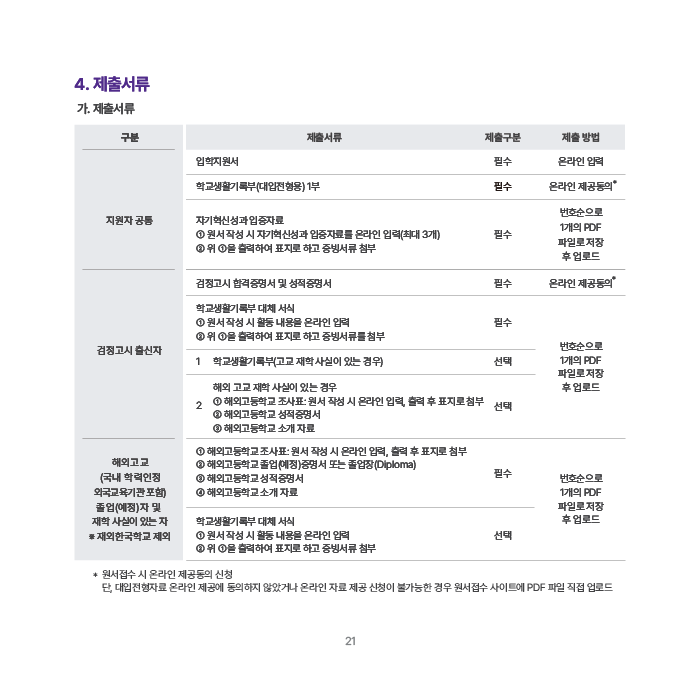 4. 제출서류
가. 제출서류
구분 제출서류 제출구분 제출 방법
지원자 공통
입학지원서 필수 온라인 입력
학교생활기록부(대입전형용) 1부 필수 온라인 제공동의*
자기혁신성과 입증자료
① 원서 작성 시 자기혁신성과 입증자료를 온라인 입력(최대 3개)
② 위 ①을 출력하여 표지로 하고 증빙서류 첨부
필수
번호순으로
1개의 PDF
파일로 저장
후 업로드
검정고시 출신자
검정고시 합격증명서 및 성적증명서 필수 온라인 제공동의*
학교생활기록부 대체 서식
① 원서 작성 시 활동 내용을 온라인 입력
② 위 ①을 출력하여 표지로 하고 증빙서류를 첨부
필수
1 학교생활기록부(고교 재학 사실이 있는 경우) 선택
2
해외 고교 재학 사실이 있는 경우
① 해외고등학교 조사표: 원서 작성 시 온라인 입력, 출력 후 표지로 첨부
② 해외고등학교 성적증명서
③ 해외고등학교 소개 자료
선택
번호순으로
1개의 PDF
파일로 저장
후 업로드
해외고교
(국내 학력인정
외국교육기관 포함)
졸업(예정)자 및
재학 사실이 있는 자
※ 재외한국학교 제외
① 해외고등학교 조사표: 원서 작성 시 온라인 입력, 출력 후 표지로 첨부
② 해외고등학교 졸업(예정)증명서 또는 졸업장(Diploma)
③ 해외고등학교 성적증명서
④ 해외고등학교 소개 자료
필수
학교생활기록부 대체 서식
① 원서 작성 시 활동 내용을 온라인 입력
② 위 ①을 출력하여 표지로 하고 증빙서류 첨부
선택
번호순으로
1개의 PDF
파일로 저장
후 업로드
* 원서접수 시 온라인 제공동의 신청
단, 대입전형자료 온라인 제공에 동의하지 않았거나 온라인 자료 제공 신청이 불가능한 경우 원서접수 사이트에 PDF 파일 직접 업로드
21